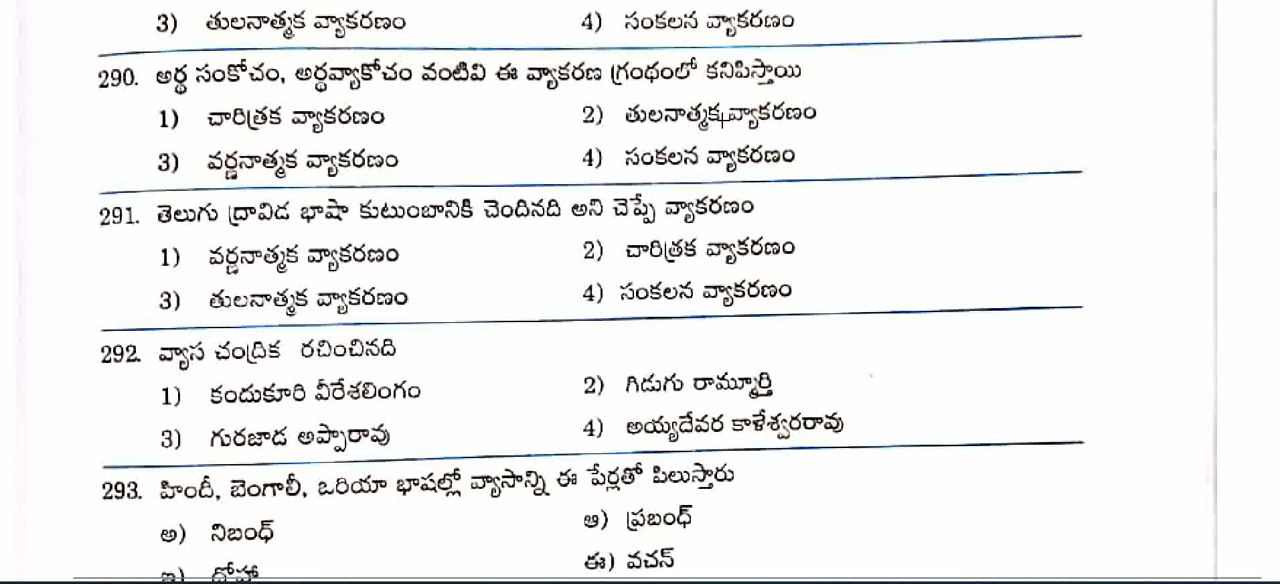 3) తులనాత్మక వ్యాకరణం 4) సంకలన వ్యాకరణం
290. అర్థ సంకోచం, అర్థవ్యాకోచం వంటివి ఈ వ్యాకరణ గ్రంథంలో కనిపిస్తాయి
1) చారిత్రక వ్యాకరణం 2) తులనాత్మక వ్యాకరణం
3) వర్ణనాత్మక వ్యాకరణం 4) సంకలన వ్యాకరణం
291. తెలుగు ద్రావిడ భాషా కుటుంబానికి చెందినది అని చెప్పే వ్యాకరణం
1) వర్ణనాత్మక వ్యాకరణం 2) చారిత్రక వ్యాకరణం
3) తులనాత్మక వ్యాకరణం 4) సంకలన వ్యాకరణం
292. వ్యాస చంద్రిక రచించినది
1) కందుకూరి వీరేశలింగం 2) గిడుగు రామ్మూర్తి
3) గురజాడ అప్పారావు 4) అయ్యదేవర కాళేశ్వరరావు
293. హిందీ, బెంగాలీ, ఒరియా భాషల్లో వ్యాసాన్ని ఈ పేర్లతో పిలుస్తారు
అ) నిబంధ్ ఆ) ప్రబంధ్
ఇ) దోహా ఈ) వచన్